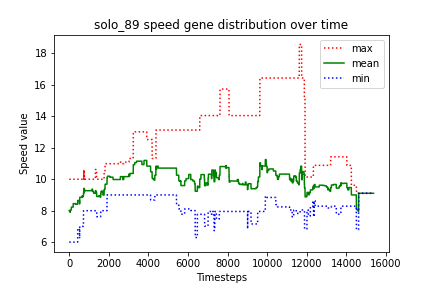 solo_89 speed gene distribution over time
max
mean
min
Speed value
18
16
14
12
10
8
6
0 2000 4000 6000 8000 10000 12000 14000 16000
Timesteps